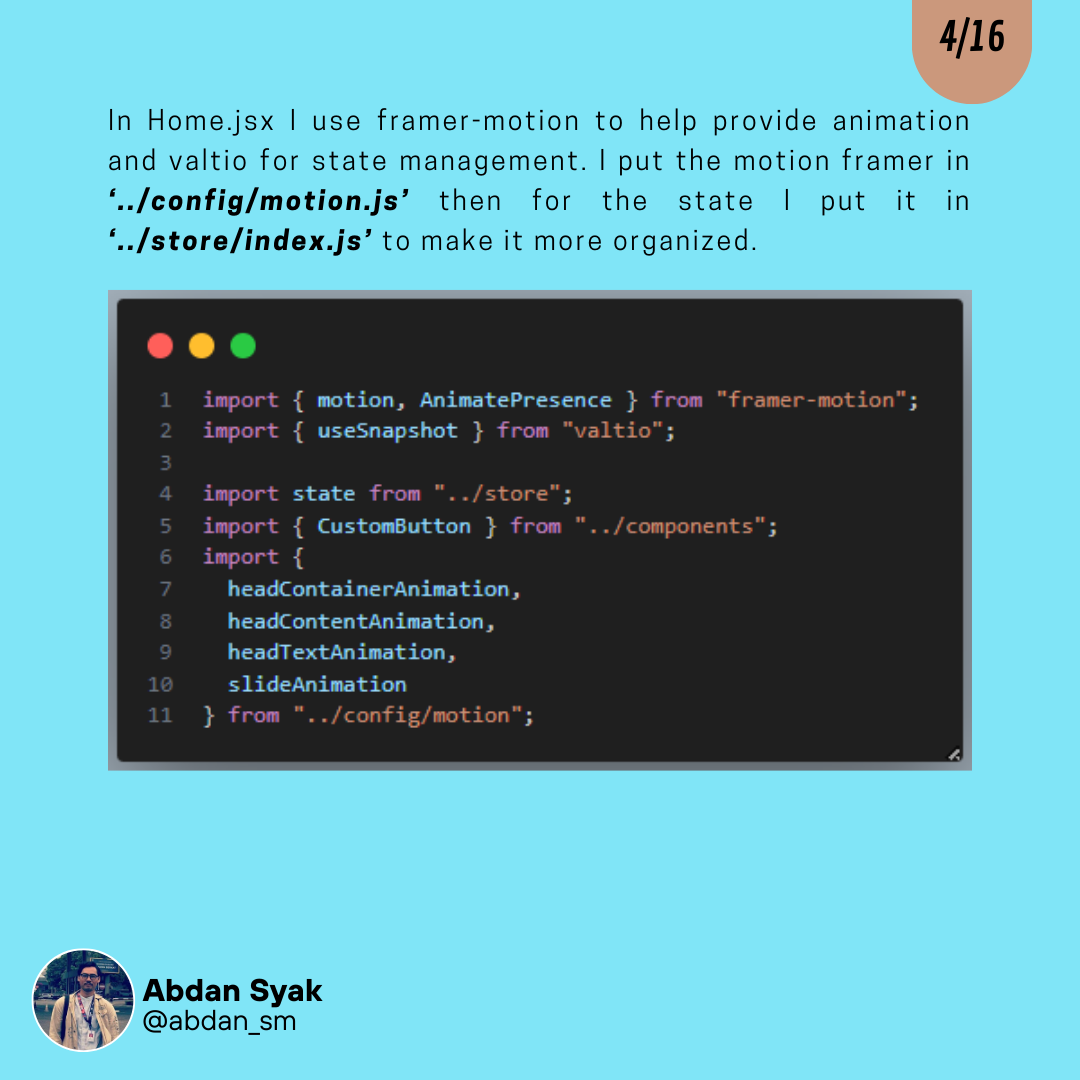 4/16
In Home.jsx I use framer-motion to help provide animation
and valtio for state management. I put the motion framer in
‘../config/motion.js’ then for the state I put it in
‘../store/index.js’ to make it more organized.
1 import { motion, AnimatePresence } from "framer-motion";
2 import { useSnapshot } from "valtio";
3
4 import state from "../store";
5 import { CustomButton } from "../components";
6 import {
7   headContainerAnimation,
8   headContentAnimation,
9   headTextAnimation,
10   slideAnimation
11 } from "../config/motion";
Abdan Syak
@abdan_sm